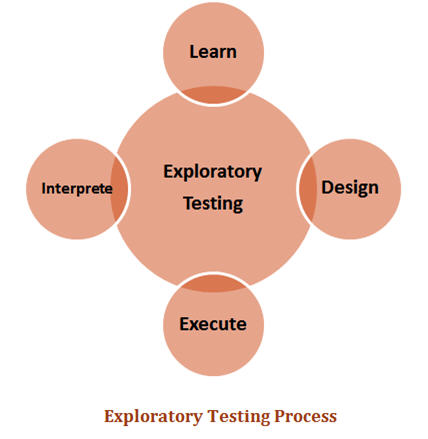 Learn
Interprete
Exploratory
Testing
Design
Execute
Exploratory Testing Process